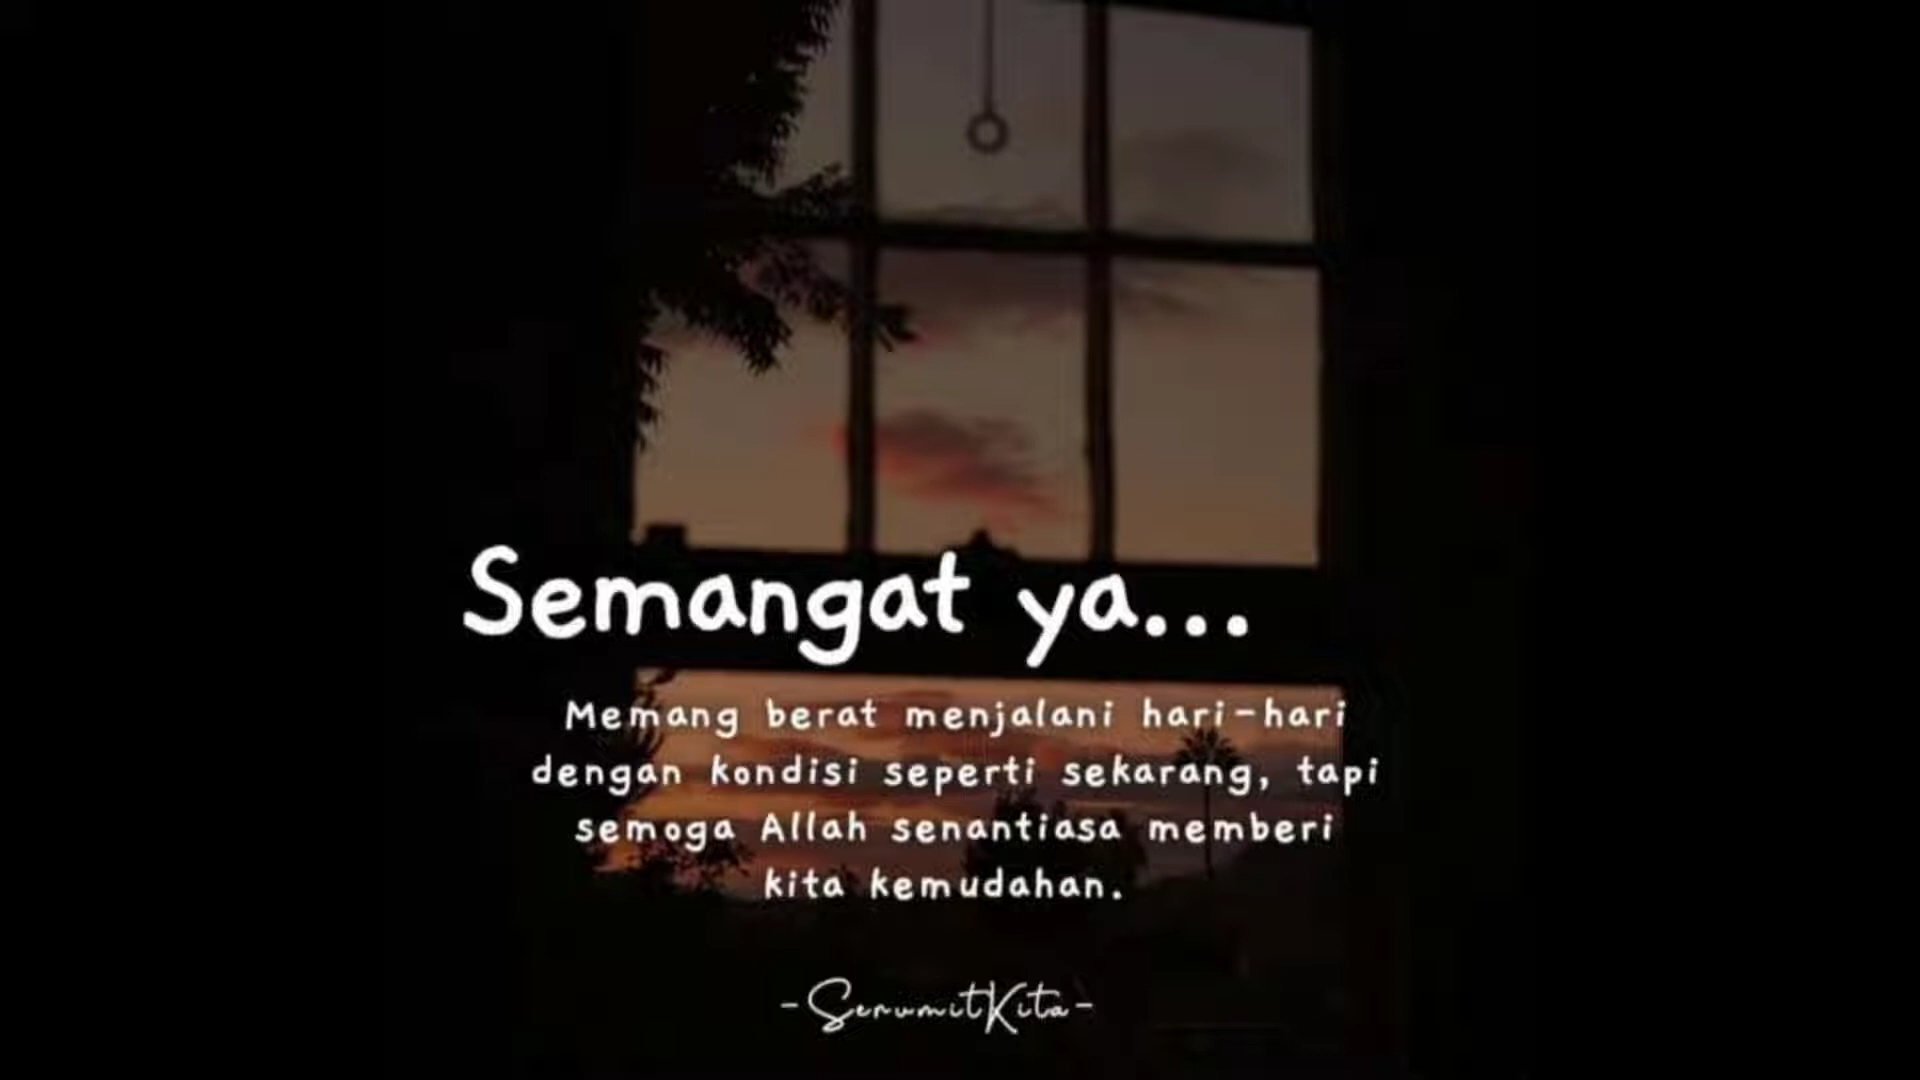 Semangat ya...
Memang berat menjalani hari-hari
dengan kondisi seperti sekarang, tapi
semoga Allah senantiasa memberi
kita kemudahan.
-SerumitKita-